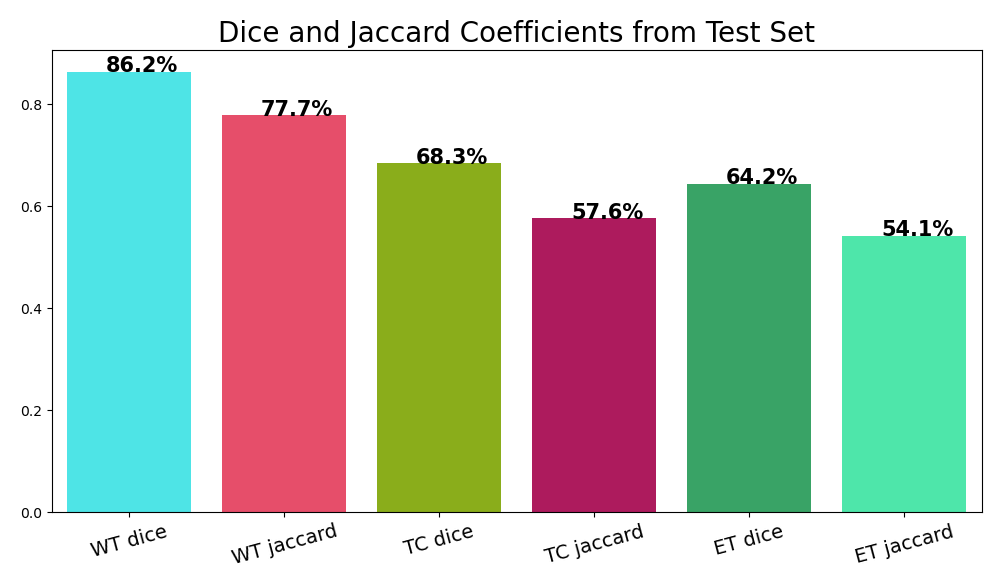 Dice and Jaccard Coefficients from Test Set
86.2%
77.7%
68.3%
57.6%
64.2%
54.1%
0.8
0.6
0.4
0.2
0.0
WT dice
WT jaccard
TC dice
TC jaccard
ET dice
ET jaccard